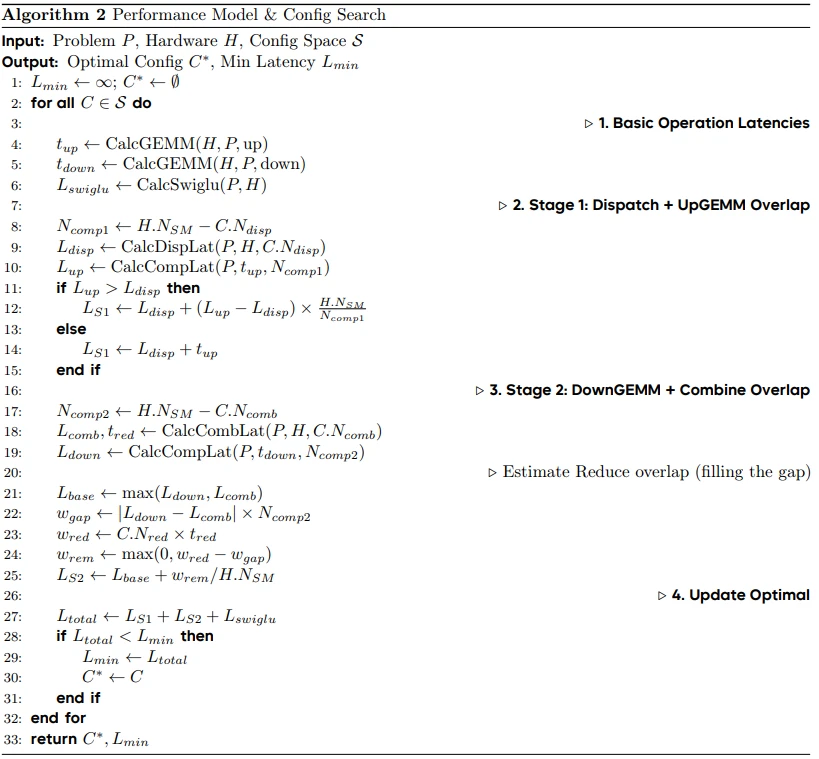 Algorithm 2 Performance Model & Config Search
Input: Problem P, Hardware H, Config Space 𝒮
Output: Optimal Config C*, Min Latency L_min
1: L_min ← ∞; C* ← ∅
2: for all C ∈ 𝒮 do
3: ▷ 1. Basic Operation Latencies
4: t_up ← CalcGEMM(H, P, up)
5: t_down ← CalcGEMM(H, P, down)
6: L_swiglu ← CalcSwiglu(P, H)
7: ▷ 2. Stage 1: Dispatch + UpGEMM Overlap
8: N_comp1 ← H.N_SM − C.N_disp
9: L_disp ← CalcDispLat(P, H, C.N_disp)
10: L_up ← CalcCompLat(P, t_up, N_comp1)
11: if L_up > L_disp then
12: L_S1 ← L_disp + (L_up − L_disp) × H.N_SM / N_comp1
13: else
14: L_S1 ← L_disp + t_up
15: end if
16: ▷ 3. Stage 2: DownGEMM + Combine Overlap
17: N_comp2 ← H.N_SM − C.N_comb
18: L_comb, t_red ← CalcCombLat(P, H, C.N_comb)
19: L_down ← CalcCompLat(P, t_down, N_comp2)
20: ▷ Estimate Reduce overlap (filling the gap)
21: L_base ← max(L_down, L_comb)
22: w_gap ← |L_down − L_comb| × N_comp2
23: w_red ← C.N_red × t_red
24: w_rem ← max(0, w_red − w_gap)
25: L_S2 ← L_base + w_rem/H.N_SM
26: ▷ 4. Update Optimal
27: L_total ← L_S1 + L_S2 + L_swiglu
28: if L_total < L_min then
29: L_min ← L_total
30: C* ← C
31: end if
32: end for
33: return C*, L_min